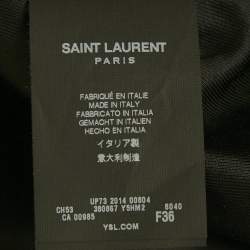 SAINT LAURENT
PARIS
FABRIQUÉ EN ITALIE
MADE IN ITALY
FABBRICATO IN ITALIA
GEMACHT IN ITALIEN
HECHO EN ITALIA
イタリア製
意大利制造
UP73 2014 00804
CH53 380867 Y5HM2 8040
CA 00985 F36
YSL.COM